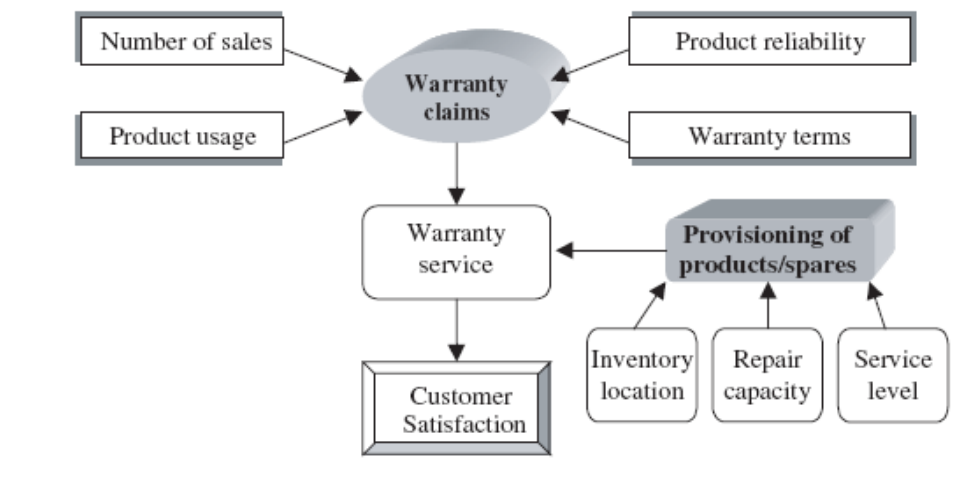 Number of sales
Product reliability
Warranty
claims
Product usage
Warranty terms
Warranty
service
Provisioning of
products/spares
Inventory
location
Repair
capacity
Service
level
Customer
Satisfaction